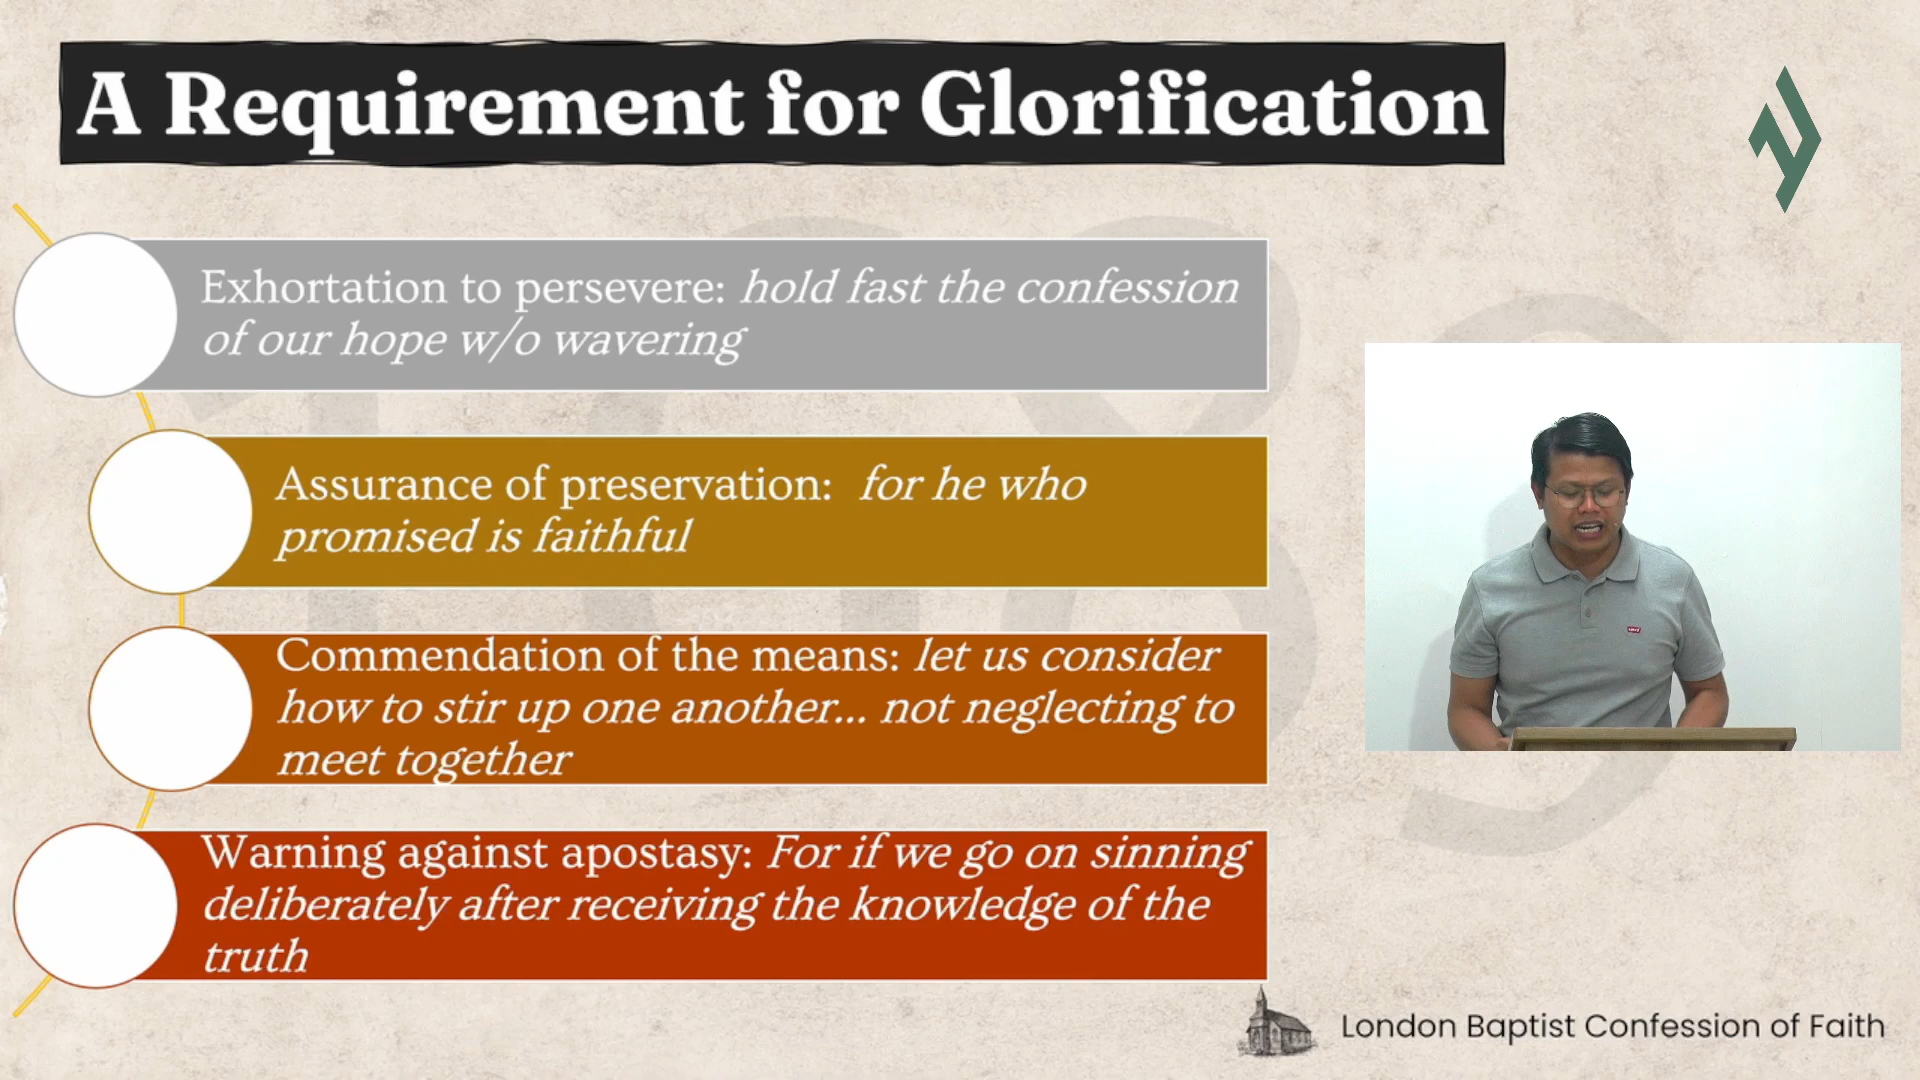 A Requirement for Glorification
Exhortation to persevere: hold fast the confession
of our hope w/o wavering
Assurance of preservation: for he who
promised is faithful
Commendation of the means: let us consider
how to stir up one another... not neglecting to
meet together
Warning against apostasy: For if we go on sinning
deliberately after receiving the knowledge of the
truth
London Baptist Confession of Faith
1689